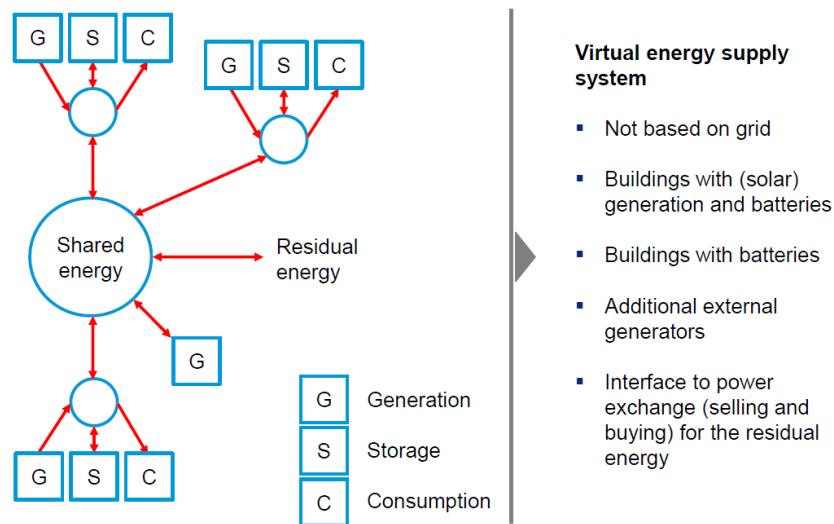 G S C
G S C
Shared
energy
Residual
energy
G
G S C
G Generation
S Storage
C Consumption
Virtual energy supply
system
▪ Not based on grid
▪ Buildings with (solar)
generation and batteries
▪ Buildings with batteries
▪ Additional external
generators
▪ Interface to power
exchange (selling and
buying) for the residual
energy